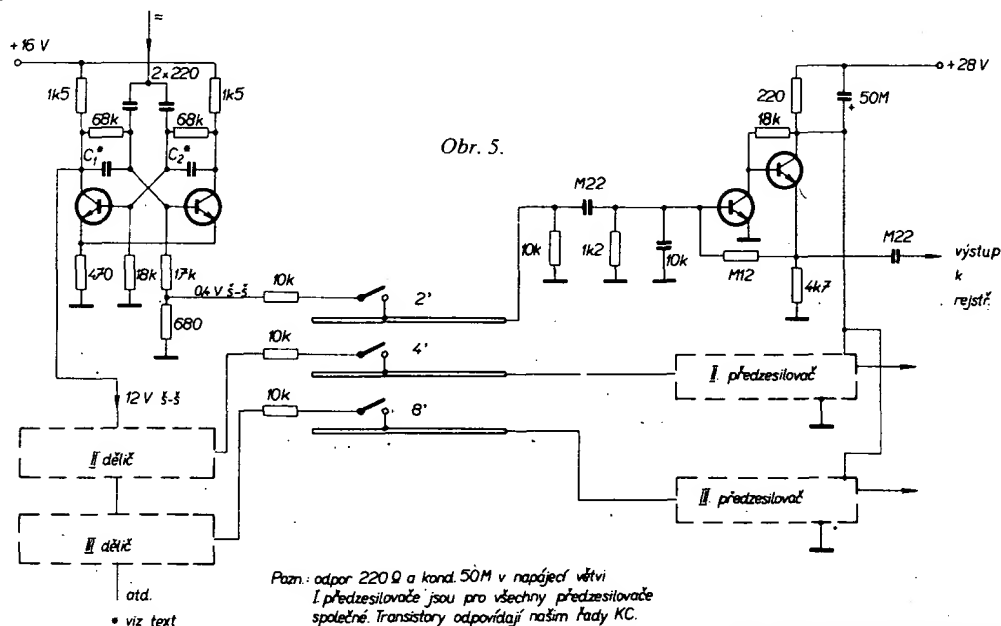 =
+16 V
2×220
1k5
1k5
68k
68k
C1*
C2*
470
18k
17k
680
0,4 V š-š
12 V š-š
10k
2'
10k
4'
10k
8'
II dělič
III dělič
atd.
* viz text
Obr. 5.
+28 V
220
50M
+
18k
M22
10k
1k2
10k
M12
4k7
M22
výstup
k
rejstř.
II. předzesilovač
III. předzesilovač
Pozn.: odpor 220 Ω a kond. 50M v napájecí větvi
I. předzesilovače jsou pro všechny předzesilovače
společné. Transistory odpovídají našim řady KC.